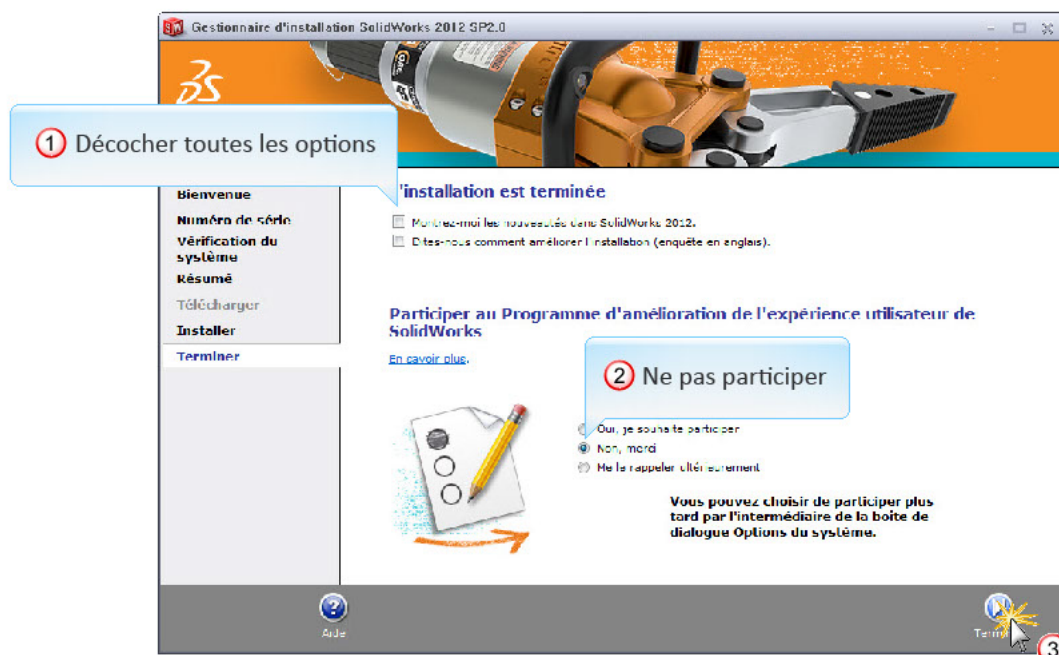 Gestionnaire d'installation SolidWorks 2012 SP2.0
1 Décocher toutes les options
Bienvenue
Numéro de série
Vérification du
système
Résumé
Télécharger
Installer
Terminer
'installation est terminée
Montrez-moi les nouveautés dans SolidWorks 2012.
Dites-nous comment améliorer l'installation (enquête en anglais).
Participer au Programme d'amélioration de l'expérience utilisateur de
SolidWorks
En savoir plus.
2 Ne pas participer
Oui, je souhaite participer
Non, merci
Me le rappeler ultérieurement
Vous pouvez choisir de participer plus
tard par l'intermédiaire de la boîte de
dialogue Options du système.
Aide
3